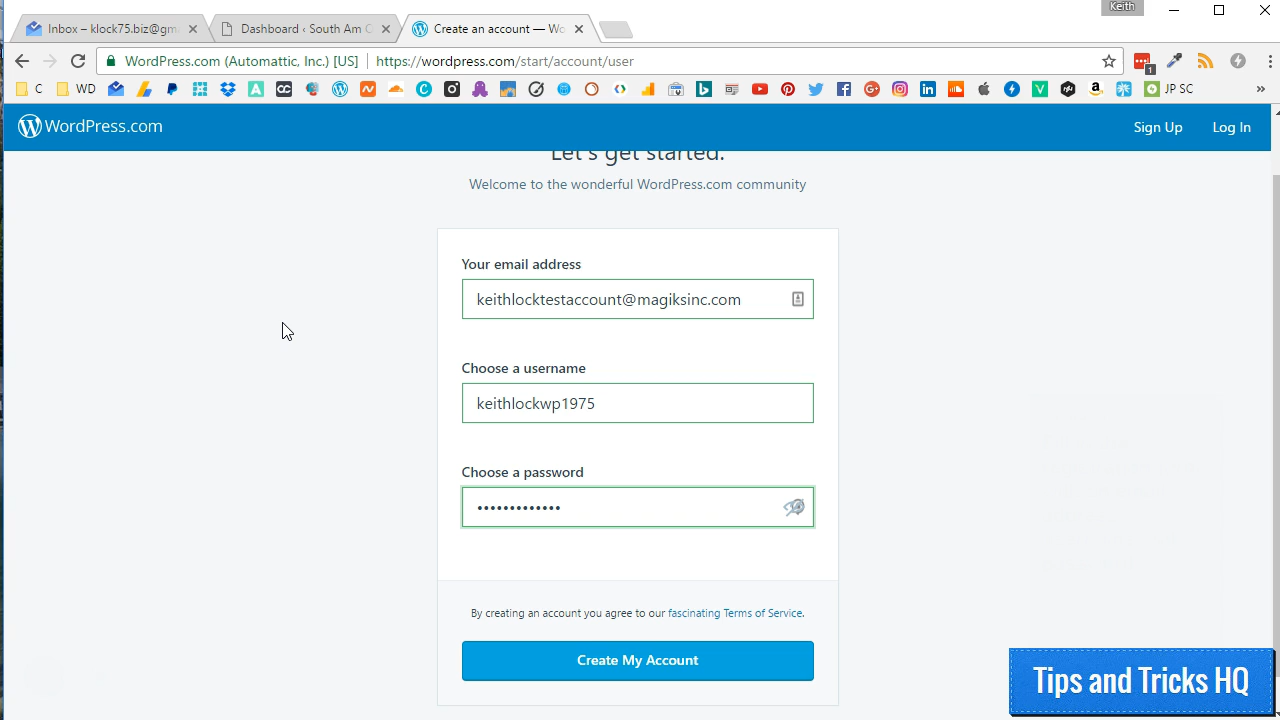 Keith
Inbox – klock75.biz@gm
Dashboard ‹ South Am C
Create an account — Wo
WordPress.com (Automattic, Inc.) [US]
https://wordpress.com/start/account/user
1
C
WD
JP SC
»
WordPress.com
Sign Up
Log In
Let's get started.
Welcome to the wonderful WordPress.com community
Your email address
keithlocktestaccount@magiksinc.com
Choose a username
keithlockwp1975
Choose a password
•••••••••••••
By creating an account you agree to our fascinating Terms of Service.
Create My Account
Tips and Tricks HQ